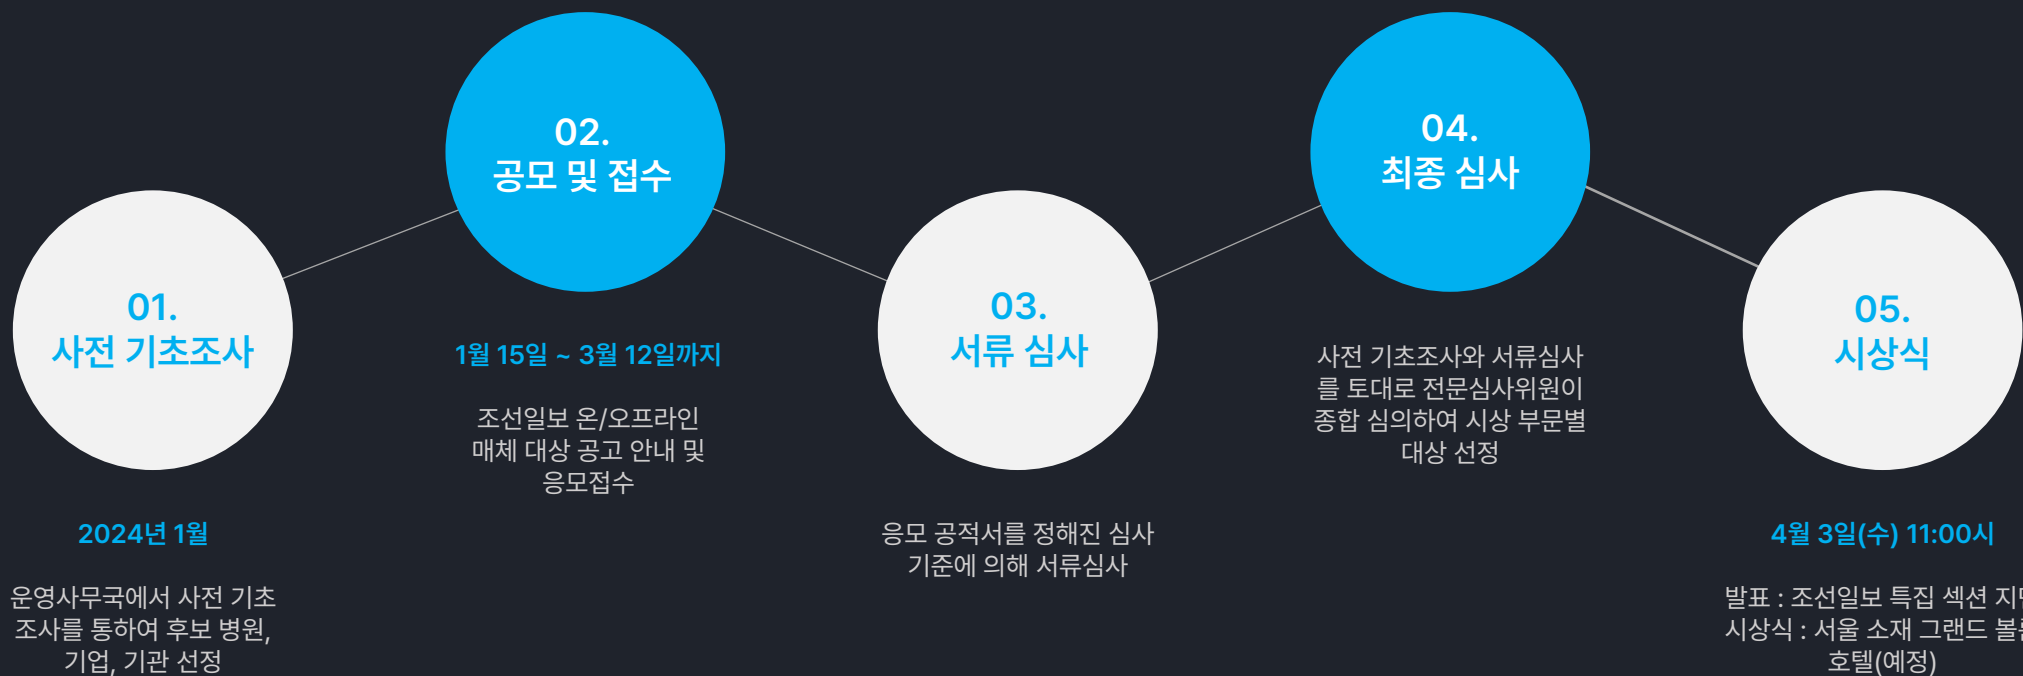 01.
사전 기초조사
2024년 1월
운영사무국에서 사전 기초
조사를 통하여 후보 병원,
기업, 기관 선정
02.
공모 및 접수
1월 15일 ~ 3월 12일까지
조선일보 온/오프라인
매체 대상 공고 안내 및
응모접수
03.
서류 심사
응모 공적서를 정해진 심사
기준에 의해 서류심사
04.
최종 심사
사전 기초조사와 서류심사
를 토대로 전문심사위원이
종합 심의하여 시상 부문별
대상 선정
05.
시상식
4월 3일(수) 11:00시
발표 : 조선일보 특집 섹션
시상식 : 서울 소재 그랜드
호텔(예정)